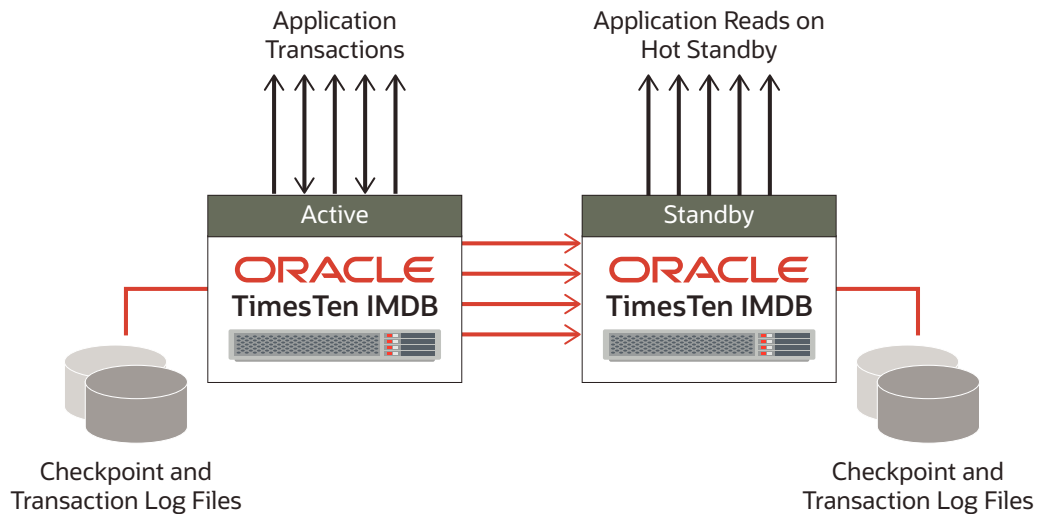 Application
Transactions
Application Reads on
Hot Standby
Active
Standby
ORACLE
TimesTen IMDB
ORACLE
TimesTen IMDB
Checkpoint and
Transaction Log Files
Checkpoint and
Transaction Log Files